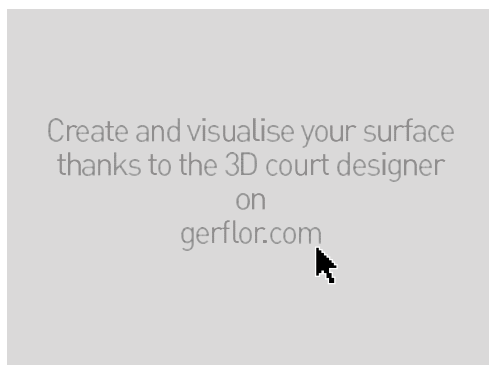 Create and visualise your surface
thanks to the 3D court designer
on
gerflor.com